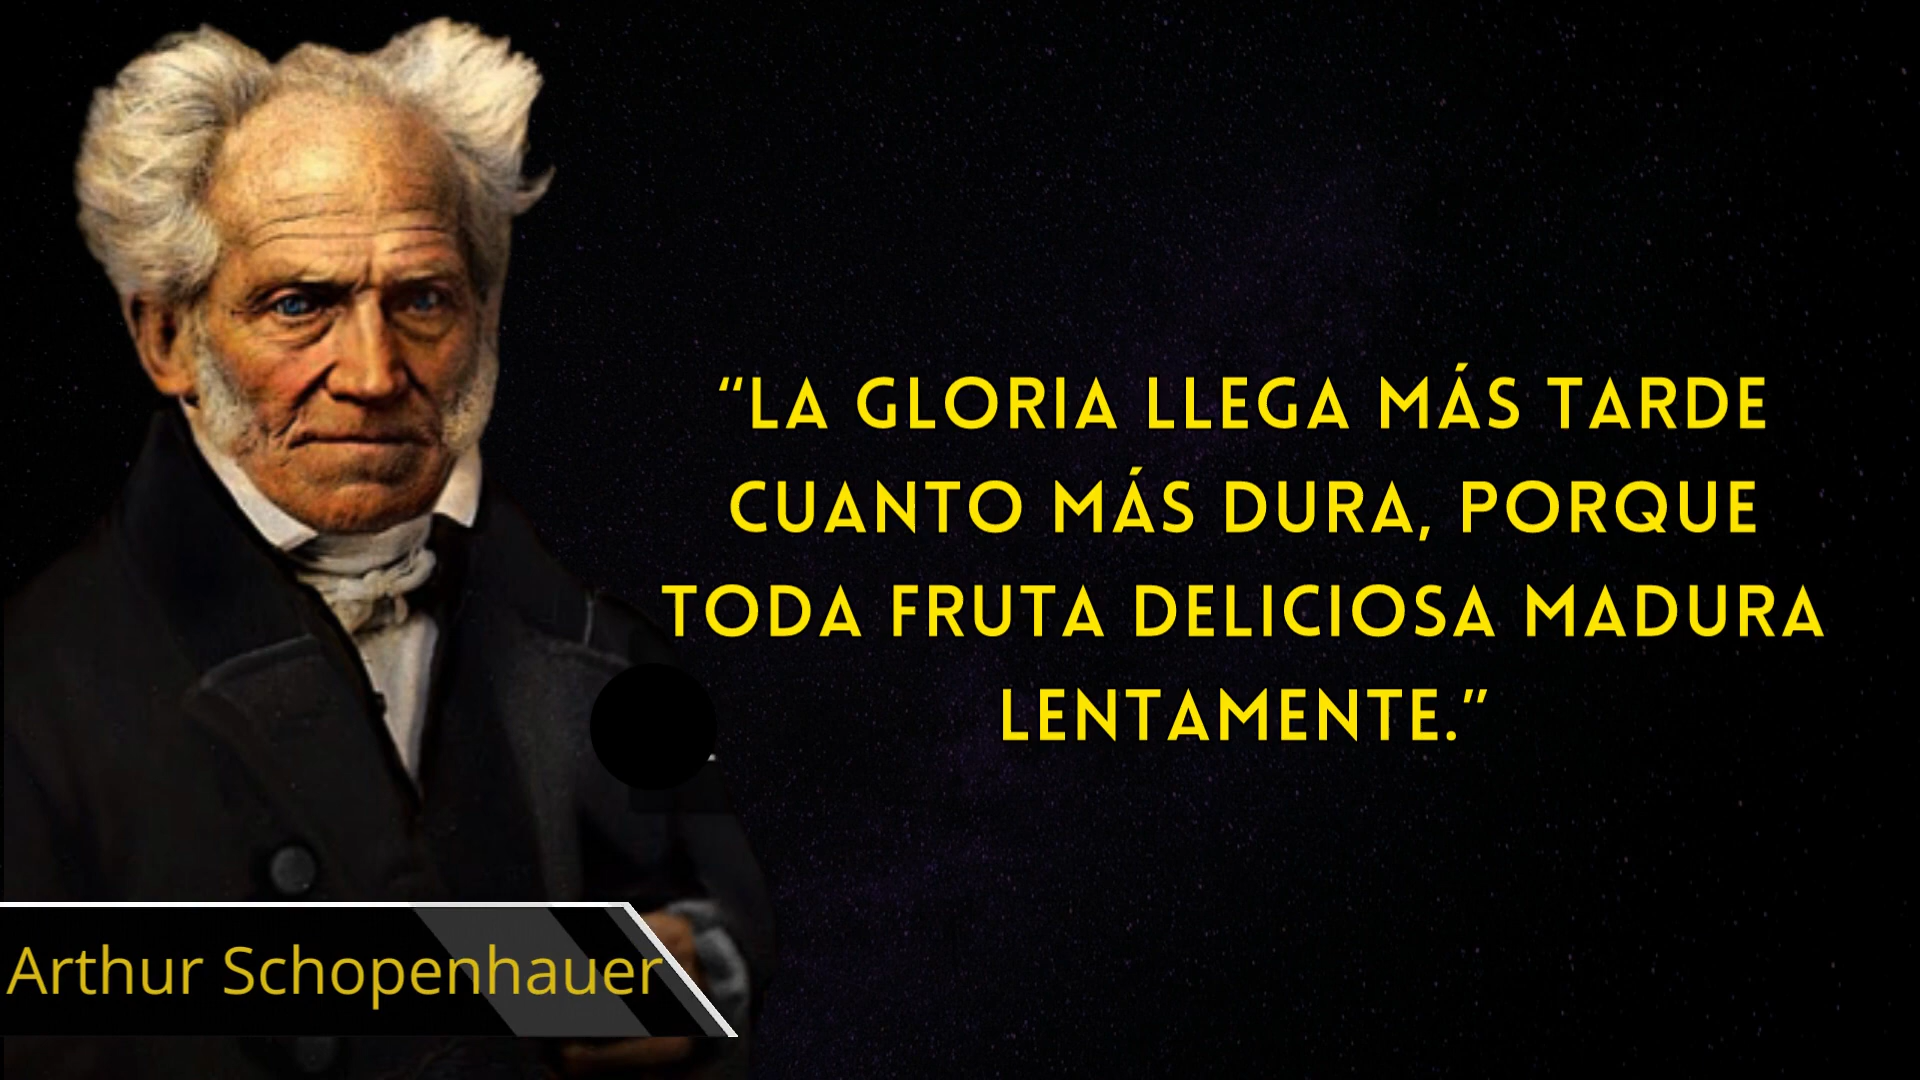 “LA GLORIA LLEGA MÁS TARDE
CUANTO MÁS DURA, PORQUE
TODA FRUTA DELICIOSA MADURA
LENTAMENTE.”
Arthur Schopenhauer